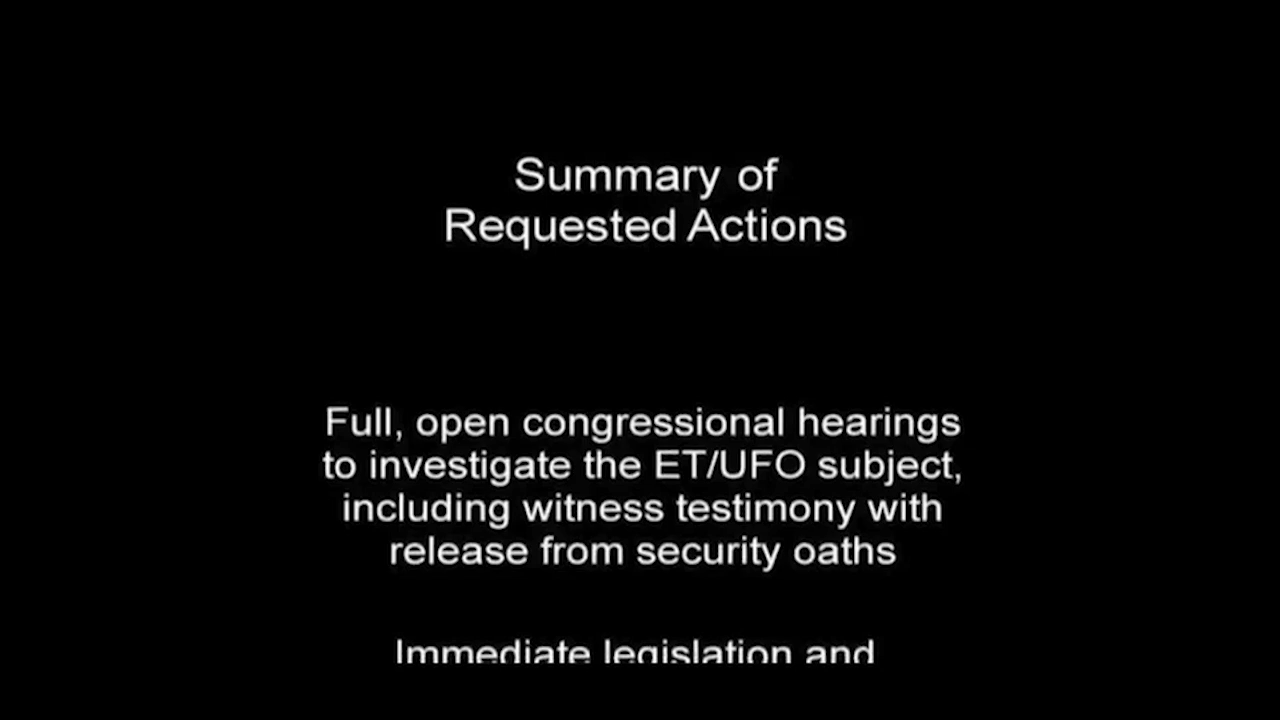 Summary of
Requested Actions
Full, open congressional hearings
to investigate the ET/UFO subject,
including witness testimony with
release from security oaths
Immediate legislation and